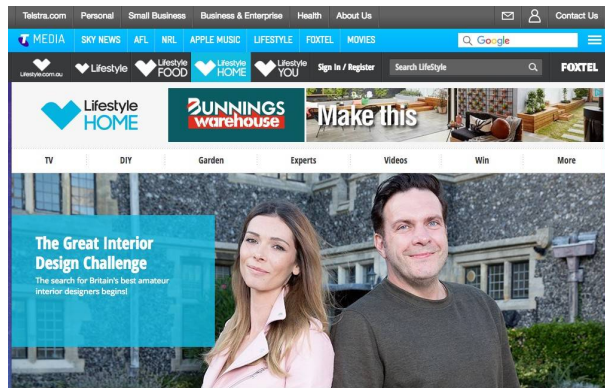 Telstra.com Personal Small Business Business & Enterprise Health About Us Contact Us
T MEDIA SKY NEWS AFL NRL APPLE MUSIC LIFESTYLE FOXTEL MOVIES Google
Lifestyle.com.au Lifestyle Lifestyle FOOD Lifestyle HOME Lifestyle YOU Sign In / Register Search LifeStyle FOXTEL
Lifestyle
HOME
BUNNINGS
warehouse
Make this
TV DIY Garden Experts Videos Win More
The Great Interior
Design Challenge
The search for Britain's best amateur
interior designers begins!